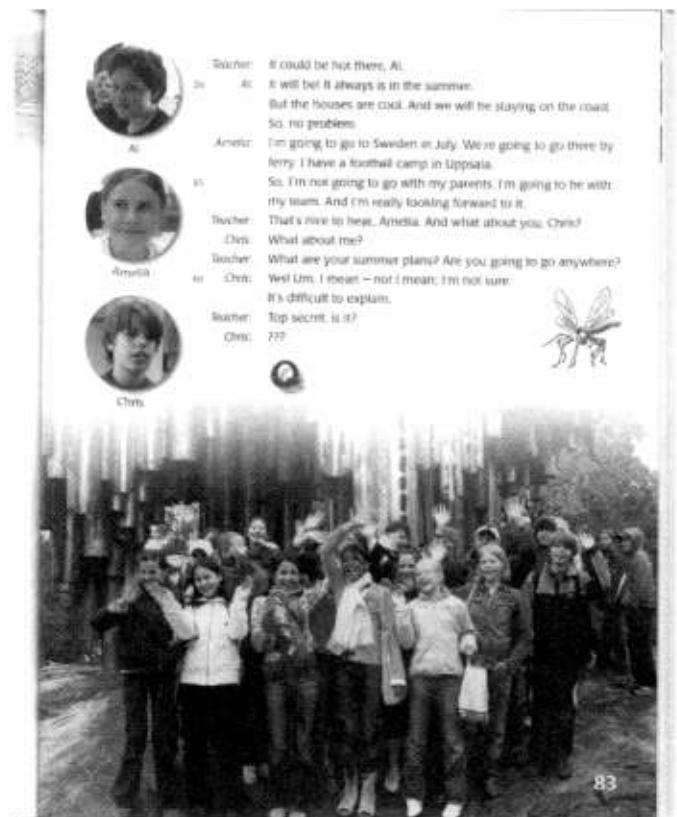 Teacher: It could be hot there, Al.
Al: It will be! It always is in the summer.
But the houses are cool. And we will be staying on the coast.
So, no problem.
Al
Amelia: I'm going to go to Sweden in July. We're going to go there by
ferry. I have a football camp in Uppsala.
So, I'm not going to go with my parents. I'm going to be with
my team. And I'm really looking forward to it.
Teacher: That's nice to hear, Amelia. And what about you, Chris?
Chris: What about me?
Amelia
Teacher: What are your summer plans? Are you going to go anywhere?
Chris: Yes! Um, I mean – no! I mean; I'm not sure.
It's difficult to explain.
Teacher: Top secret, is it?
Chris: ???
Chris
83